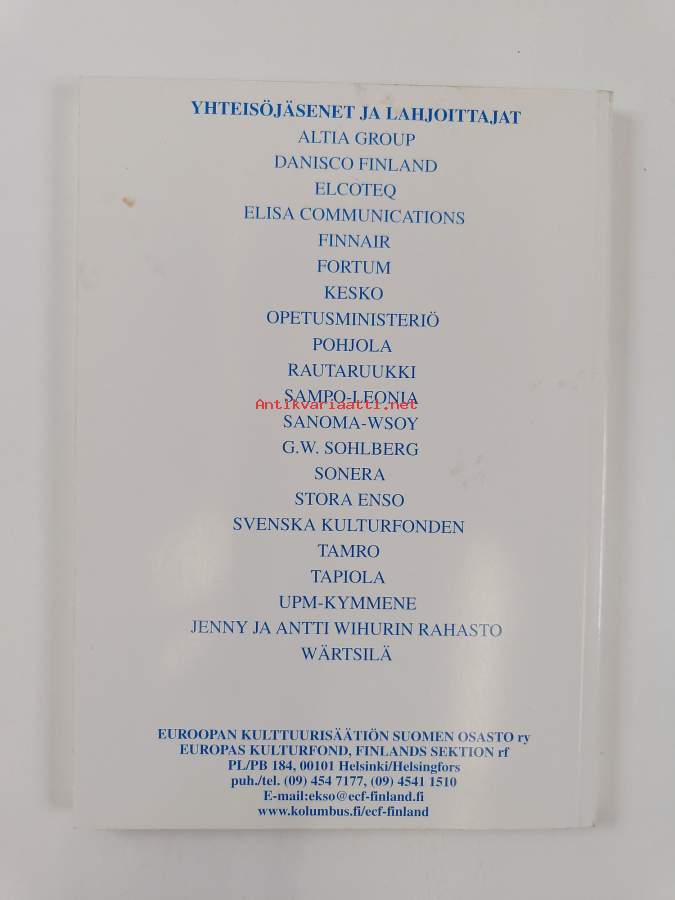 YHTEISÖJÄSENET JA LAHJOITTAJAT
ALTIA GROUP
DANISCO FINLAND
ELCOTEQ
ELISA COMMUNICATIONS
FINNAIR
FORTUM
KESKO
OPETUSMINISTERIÖ
POHJOLA
RAUTARUUKKI
SAMPO-LEONIA
Antikvariaatti.net
SANOMA-WSOY
G.W. SOHLBERG
SONERA
STORA ENSO
SVENSKA KULTURFONDEN
TAMRO
TAPIOLA
UPM-KYMMENE
JENNY JA ANTTI WIHURIN RAHASTO
WÄRTSILÄ
EUROOPAN KULTTUURISÄÄTIÖN SUOMEN OSASTO ry
EUROPAS KULTURFOND, FINLANDS SEKTION rf
PL/PB 184, 00101 Helsinki/Helsingfors
puh./tel. (09) 454 7177, (09) 4541 1510
E-mail:ekso@ecf-finland.fi
www.kolumbus.fi/ecf-finland